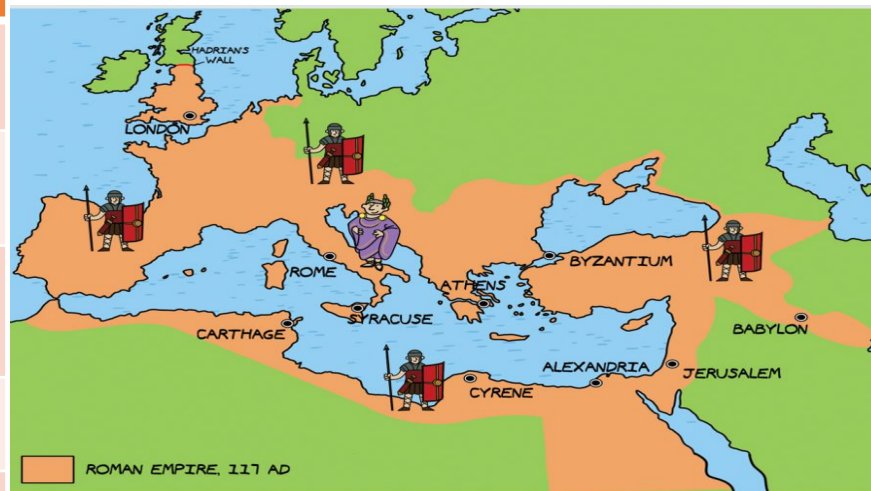 HADRIAN'S
WALL
LONDON
ROME
BYZANTIUM
ATHENS
SYRACUSE
CARTHAGE
BABYLON
ALEXANDRIA
JERUSALEM
CYRENE
ROMAN EMPIRE, 117 AD